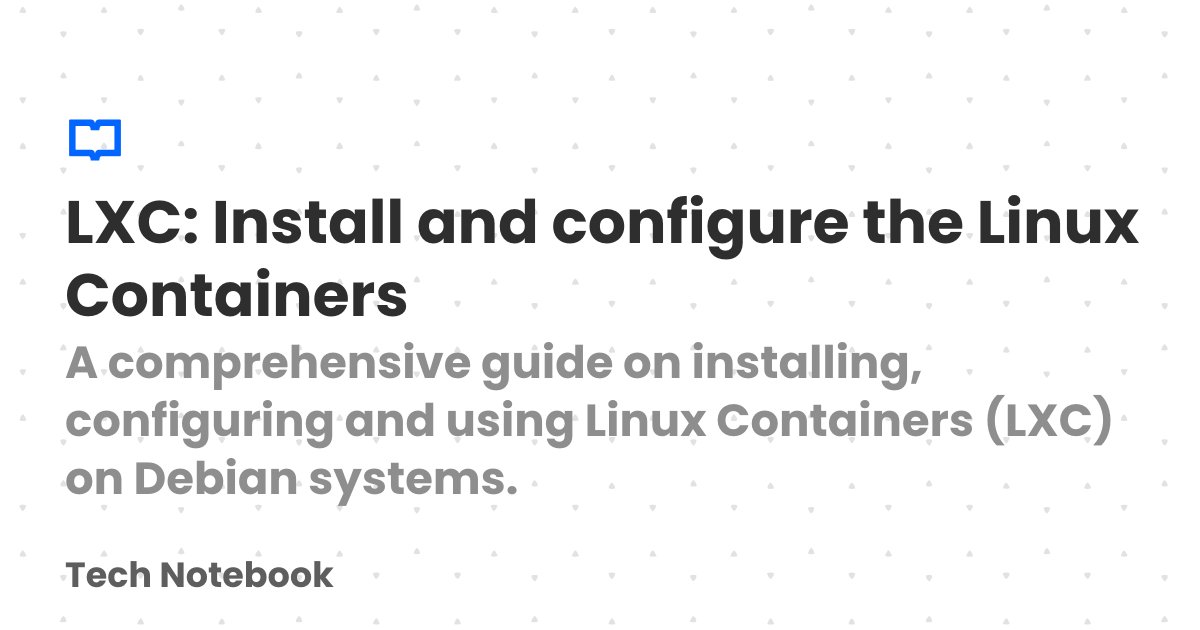 LXC: Install and configure the Linux
Containers
A comprehensive guide on installing,
configuring and using Linux Containers (LXC)
on Debian systems.
Tech Notebook